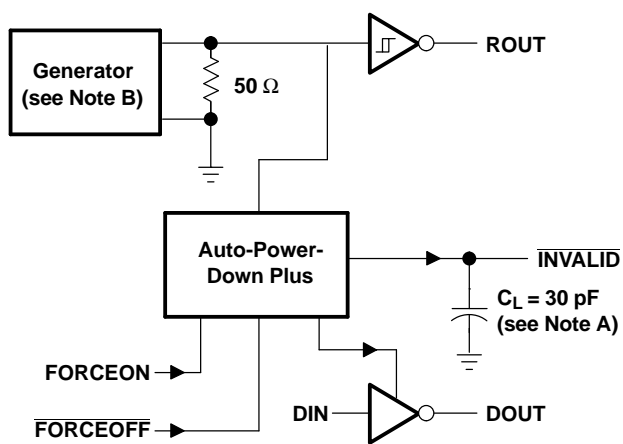 Generator
(see Note B)
50 Ω
ROUT
Auto-Power-
Down Plus
INVALID
C_L = 30 pF
(see Note A)
FORCEON
FORCEOFF
DIN
DOUT